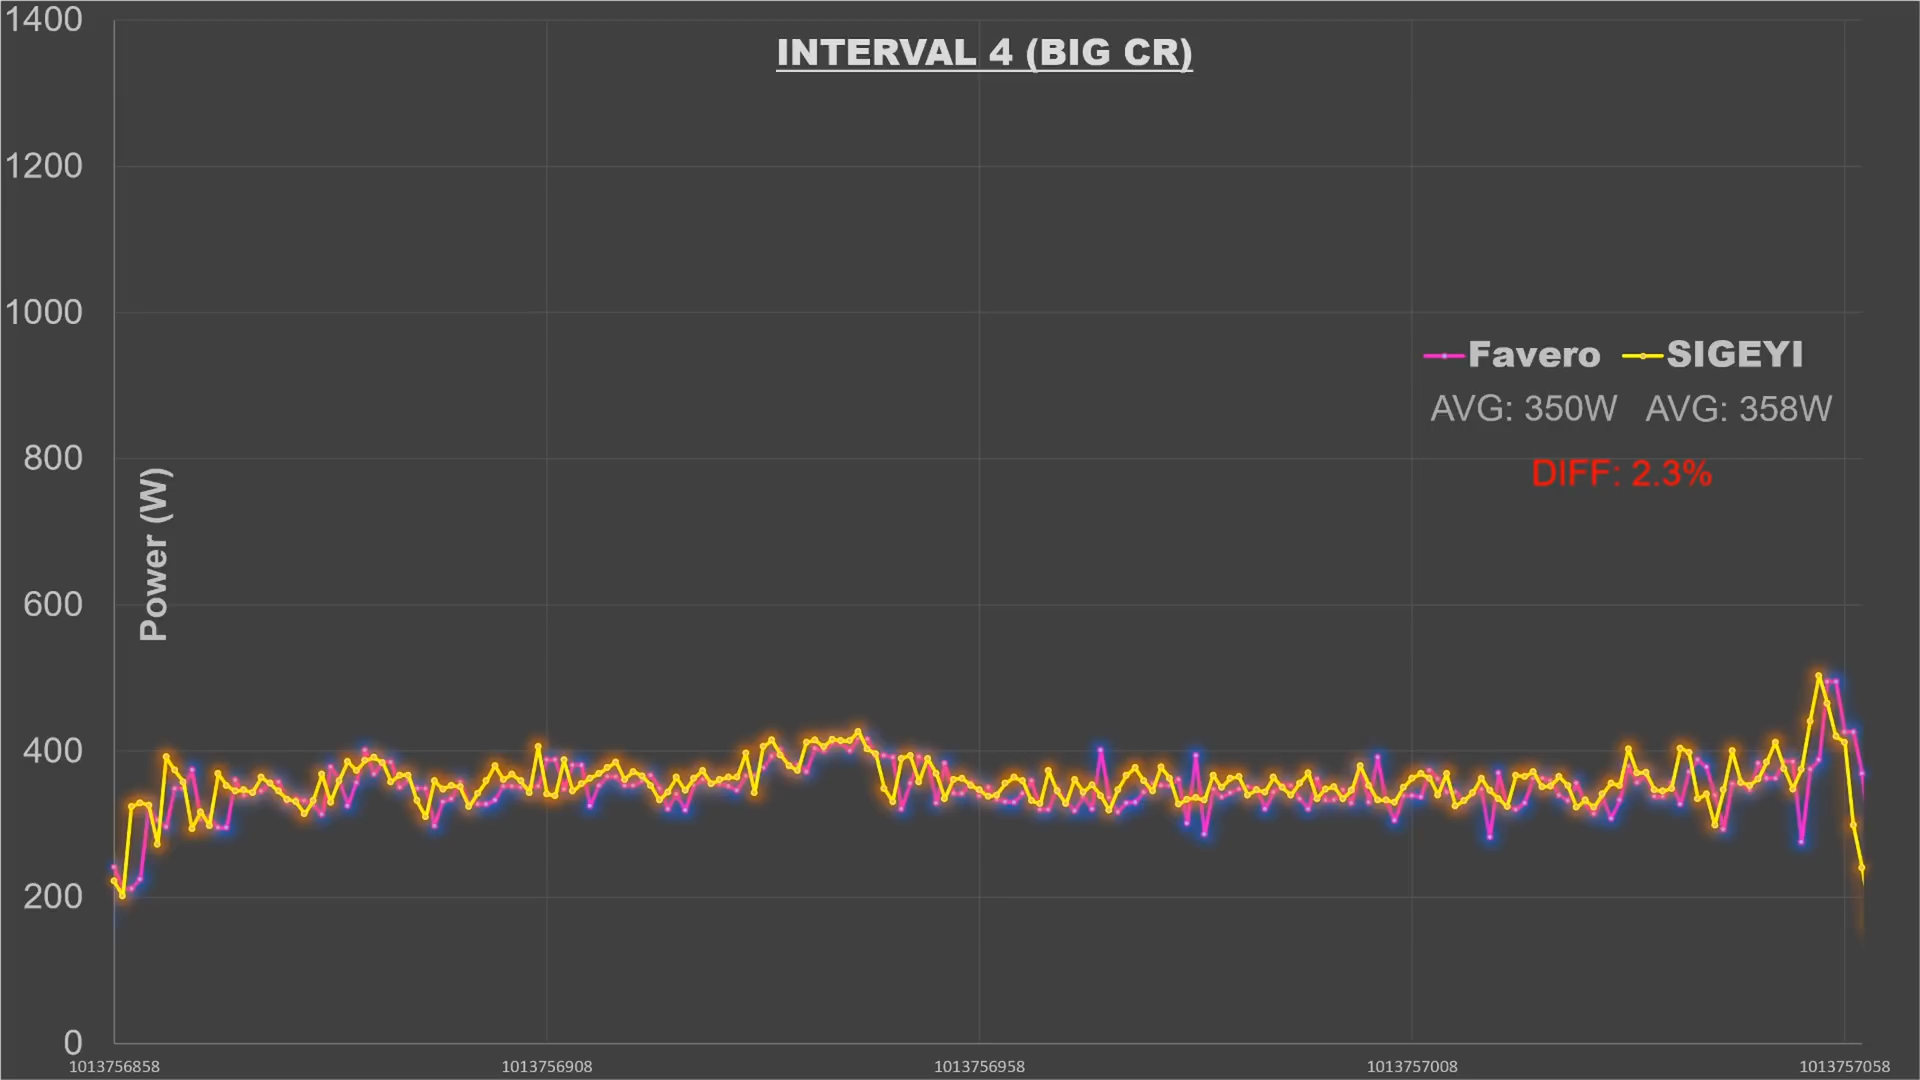 INTERVAL 4 (BIG CR)
1400
1200
1000
800
600
400
200
0
Power (W)
Favero SIGEYI
AVG: 350W AVG: 358W
DIFF: 2.3%
1013756858 1013756908 1013756958 1013757008 1013757058